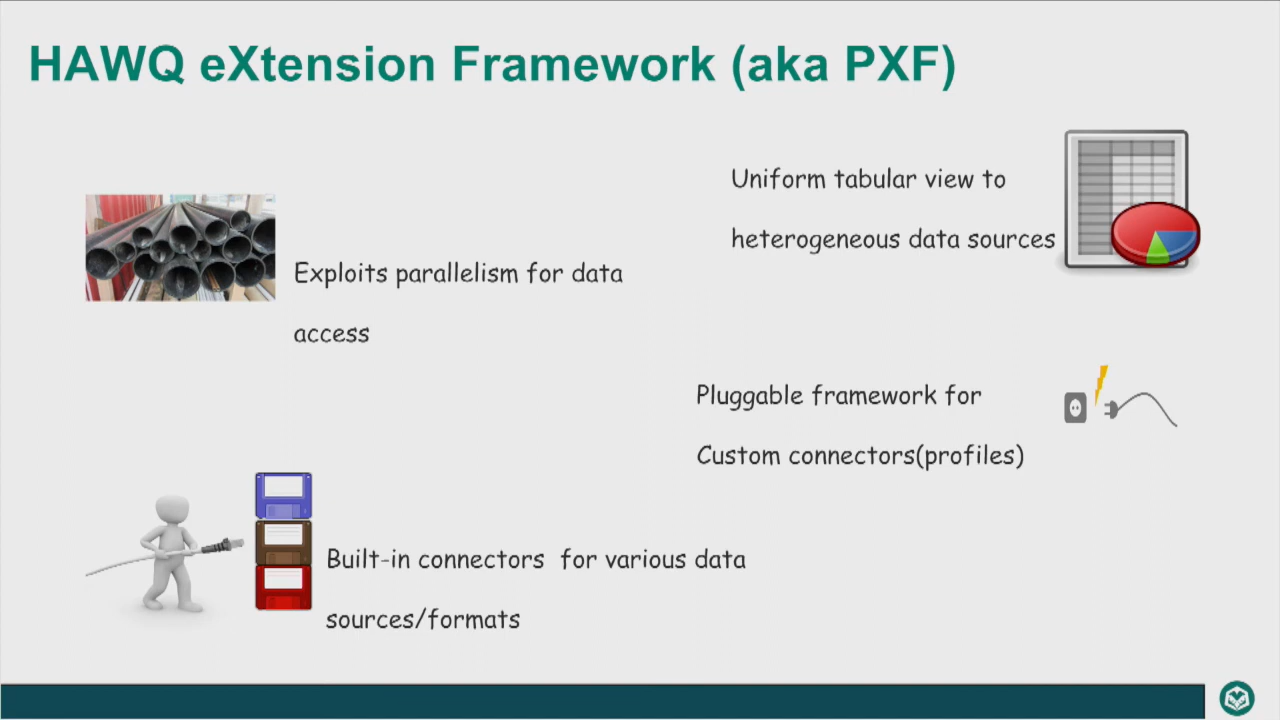 HAWQ eXtension Framework (aka PXF)
Uniform tabular view to
heterogeneous data sources
Exploits parallelism for data
access
Pluggable framework for
Custom connectors(profiles)
Built-in connectors for various data
sources/formats